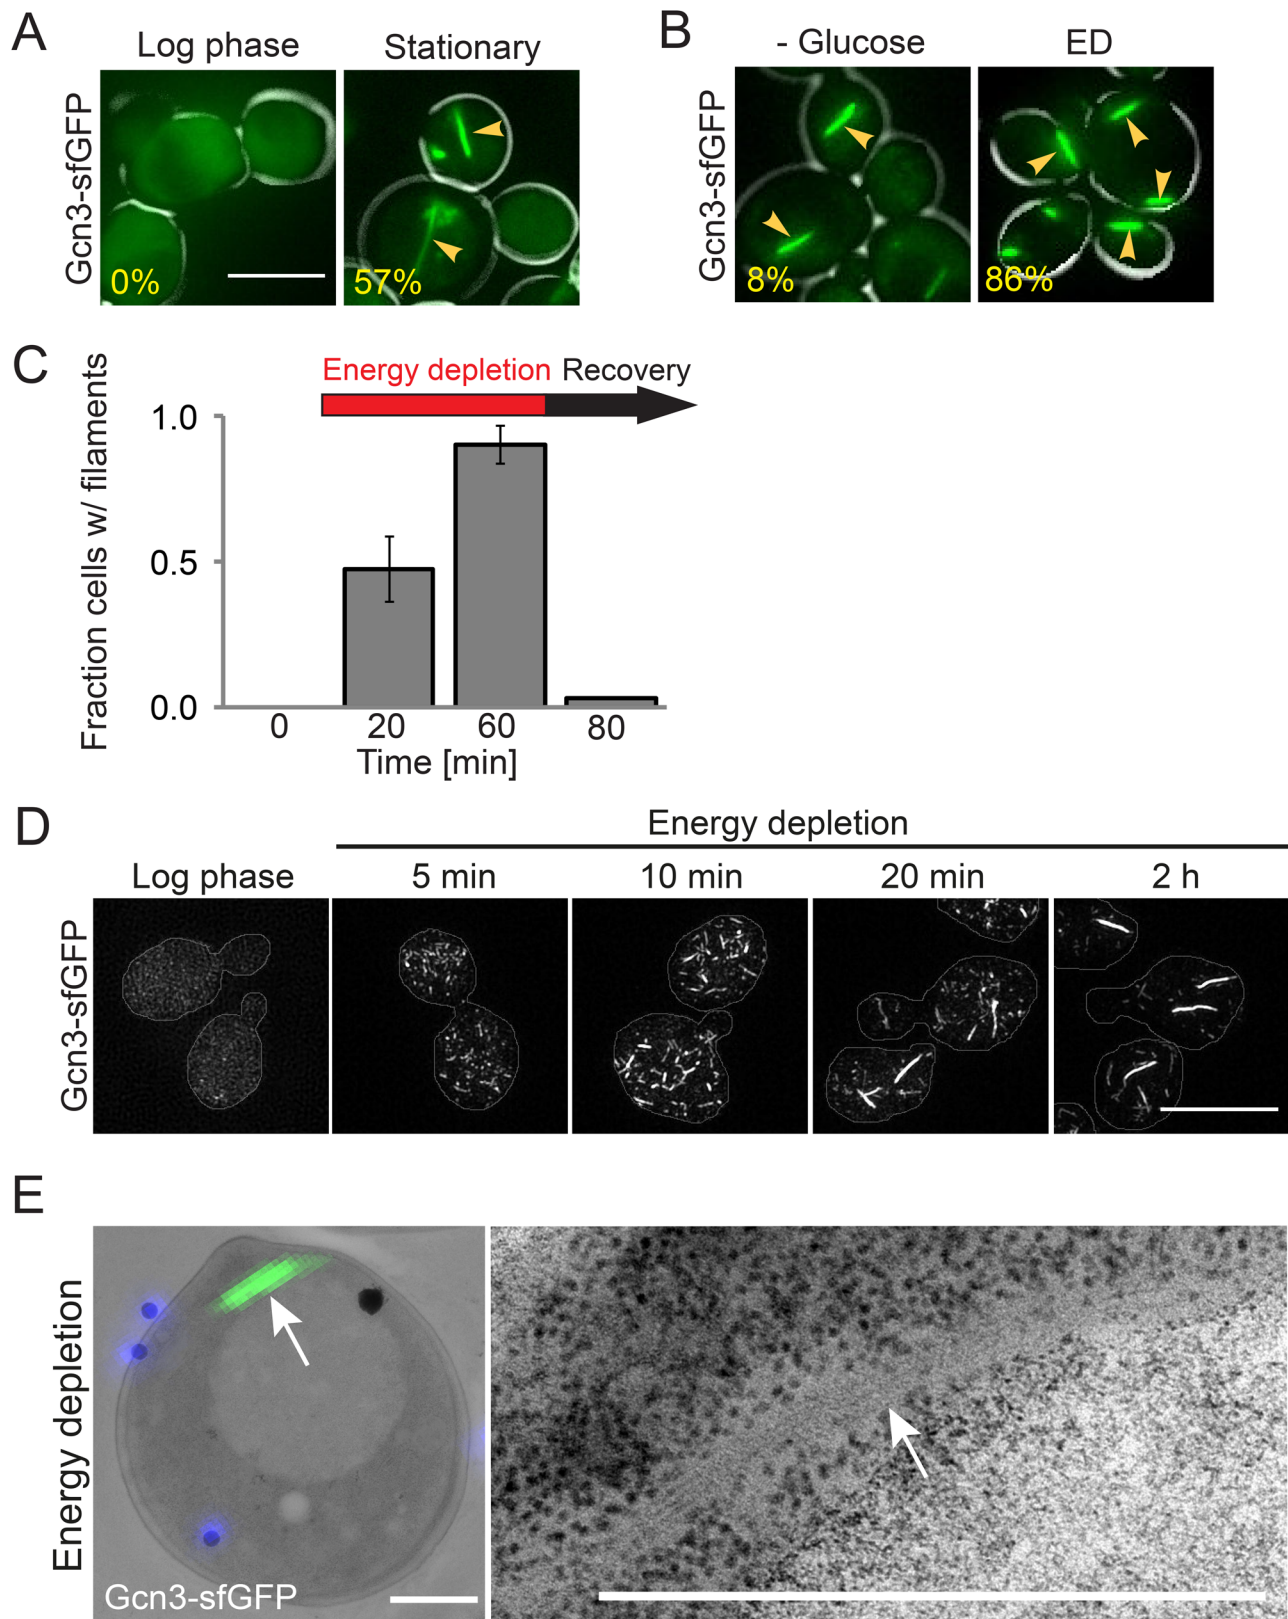 A
Log phase
Stationary
Gcn3-sfGFP
0%
57%
B
- Glucose
ED
Gcn3-sfGFP
8%
86%
C
Energy depletion Recovery
Fraction cells w/ filaments
1.0
0.5
0.0
0 20 60 80
Time [min]
D
Energy depletion
Log phase 5 min 10 min 20 min 2 h
Gcn3-sfGFP
E
Energy depletion
Gcn3-sfGFP